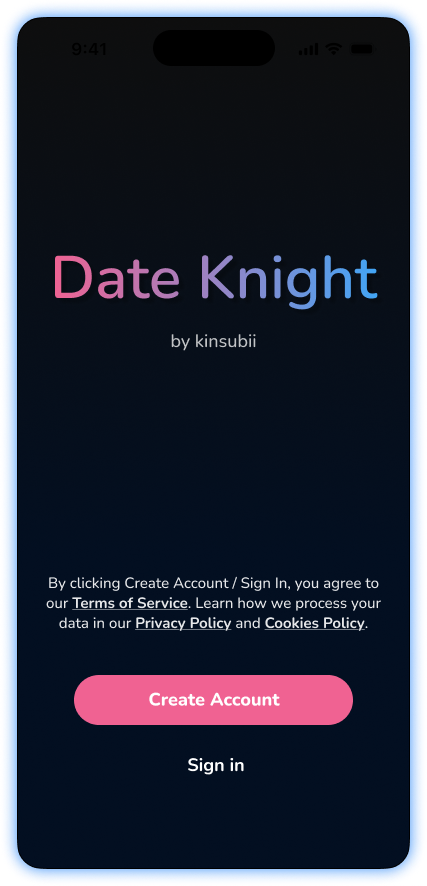 9:41
Date Knight
by kinsubii
By clicking Create Account / Sign In, you agree to
our Terms of Service. Learn how we process your
data in our Privacy Policy and Cookies Policy.
Create Account
Sign in